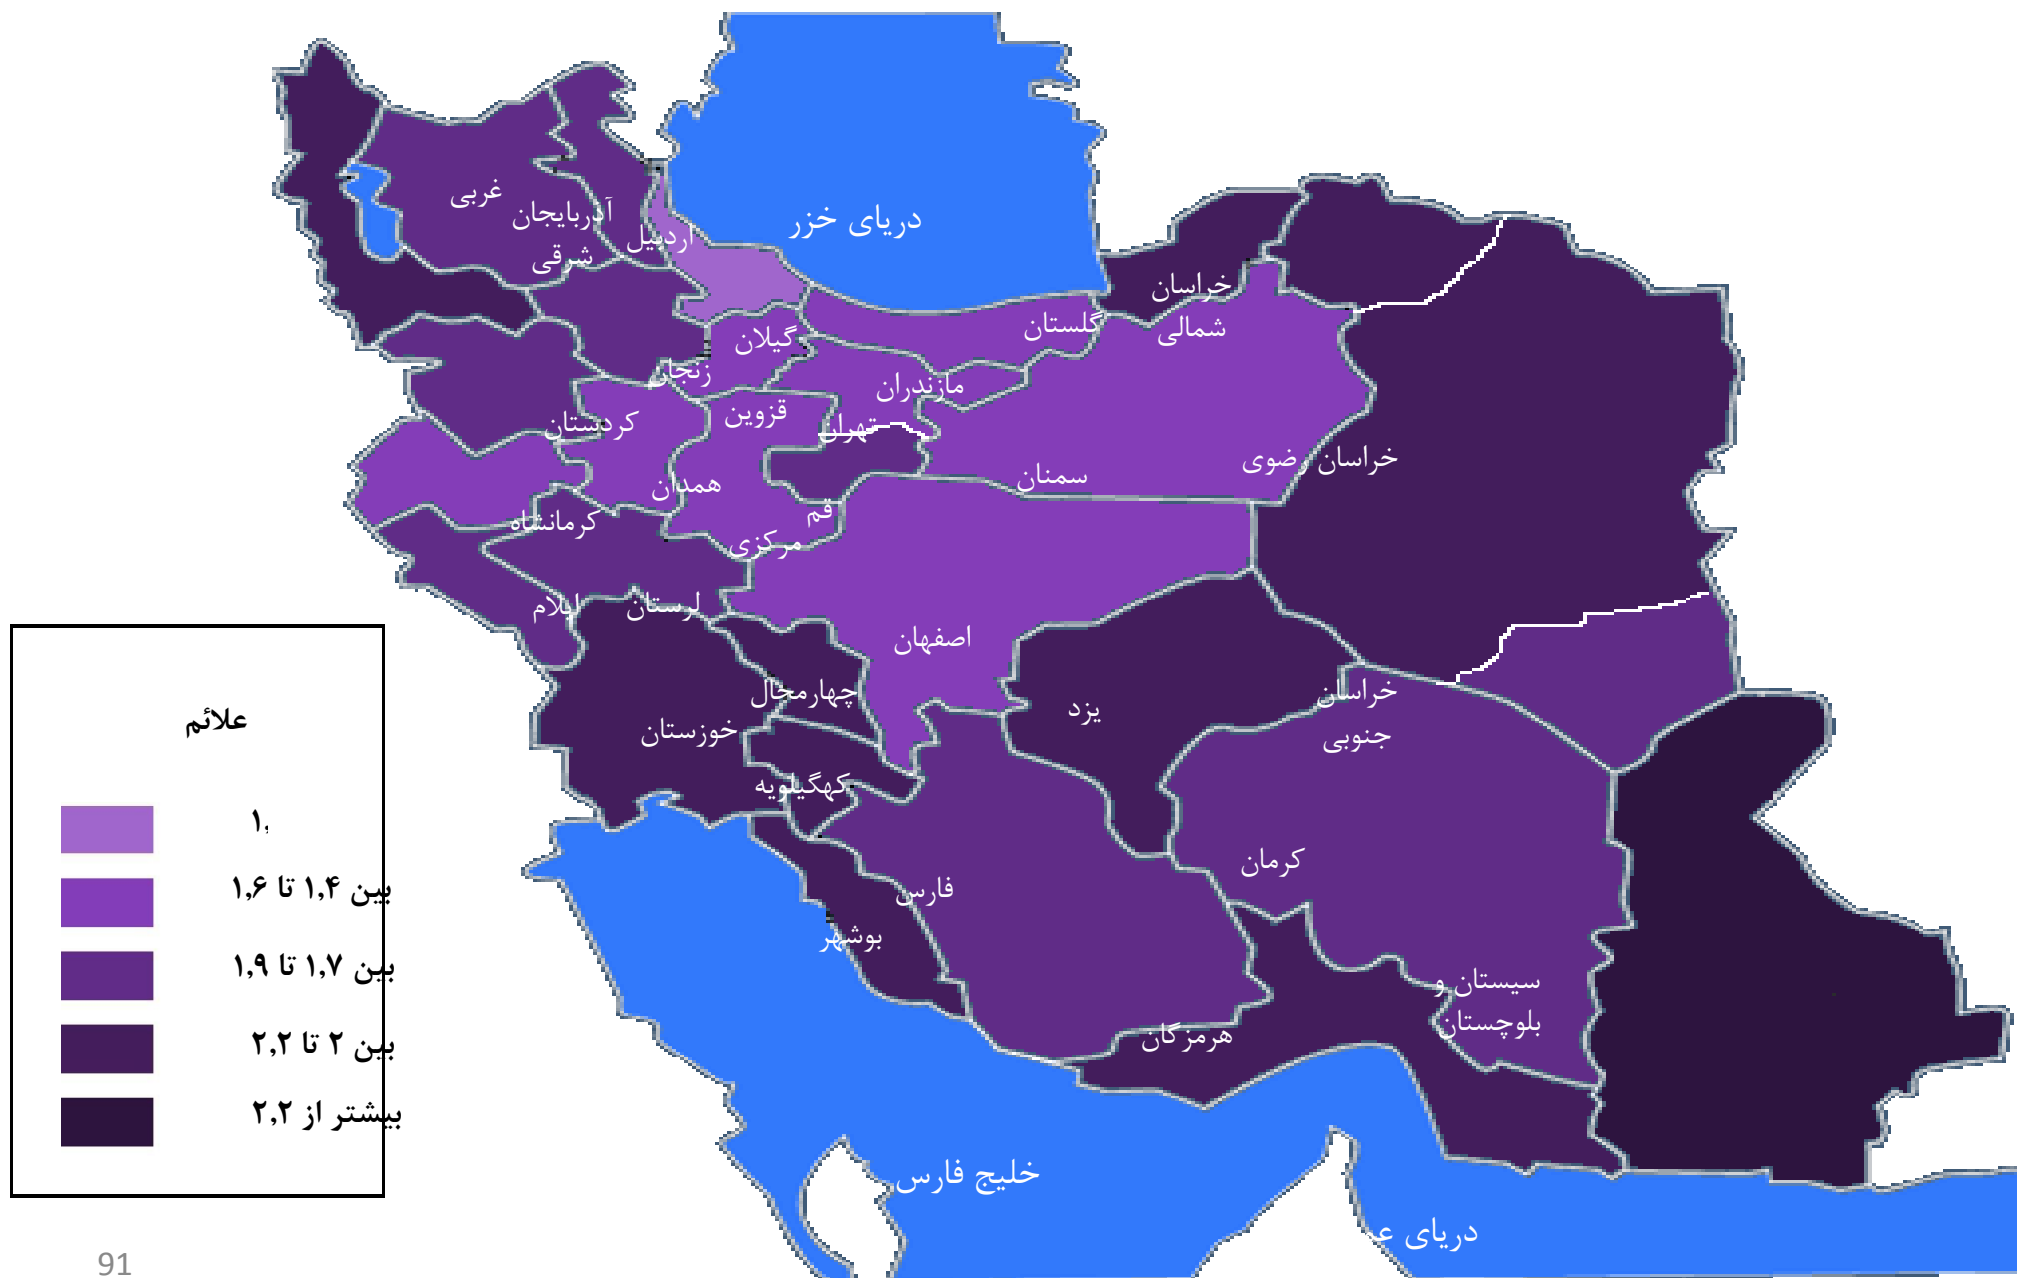 دریای خزر
غربی
آذربایجان
شرقی
اردبیل
خراسان
شمالی
گلستان
گیلان
زنجان
مازندران
قزوین
کردستان
تهران
خراسان رضوی
سمنان
همدان
قم
کرمانشاه
مرکزی
لرستان
ایلام
اصفهان
چهارمحال
خراسان
جنوبی
یزد
خوزستان
کهگیلویه
کرمان
فارس
بوشهر
سیستان و
بلوچستان
هرمزگان
خلیج فارس
دریای عم
علائم
۱,
بین ۱,۴ تا ۱,۶
بین ۱,۷ تا ۱,۹
بین ۲ تا ۲,۲
بیشتر از ۲,۲
91